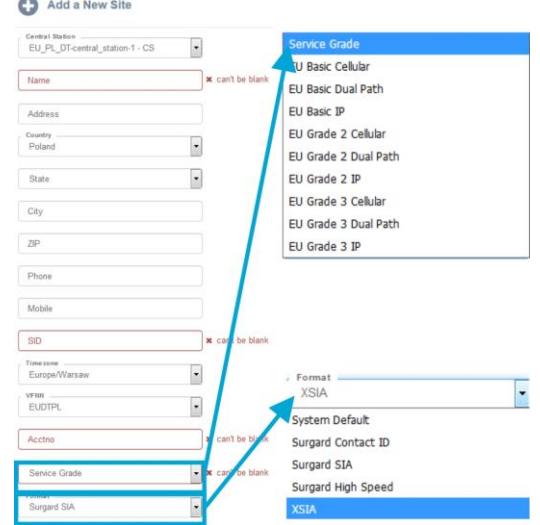 Add a New Site
Central Station
EU_PL_DT-central_station-1 - CS
Name
✖ can't be blank
Address
Country
Poland
State
City
ZIP
Phone
Mobile
SID
✖ can't be blank
Timezone
Europe/Warsaw
VFNN
EUDTPL
Acctno
✖ can't be blank
Service Grade
✖ can't be blank
Format
Surgard SIA
Service Grade
EU Basic Cellular
EU Basic Dual Path
EU Basic IP
EU Grade 2 Cellular
EU Grade 2 Dual Path
EU Grade 2 IP
EU Grade 3 Cellular
EU Grade 3 Dual Path
EU Grade 3 IP
Format
XSIA
System Default
Surgard Contact ID
Surgard SIA
Surgard High Speed
XSIA